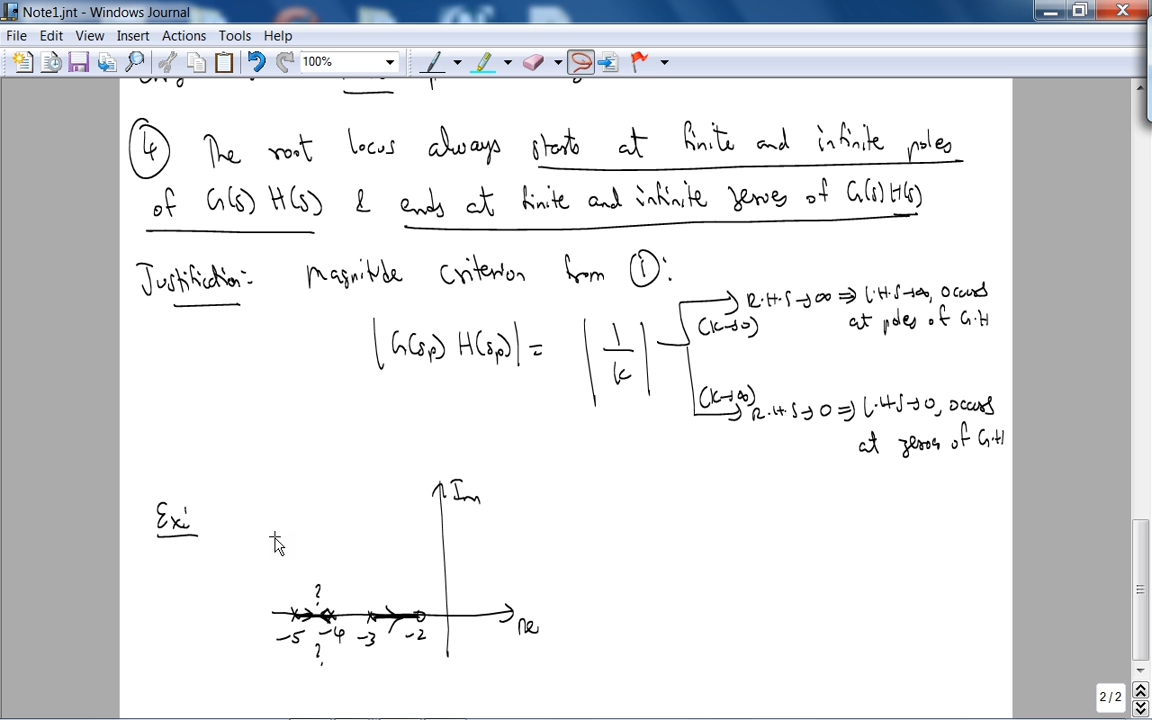 Note1.jnt - Windows Journal
File Edit View Insert Actions Tools Help
100%
④ The root locus always starts at finite and infinite poles
of G(s) H(s) & ends at finite and infinite zeroes of G(s) H(s)
Justification:- Magnitude criterion from ①:
|G(sp) H(sp)| = |1/K|
(K→0) R.H.S→∞ ⇒ L.H.S→∞, occurs
at poles of G.H
(K→∞) R.H.S→0 ⇒ L.H.S→0, occurs
at zeros of G.H
Ex:
Im
?
-5 -4 -3 -2 Re
?
2/2